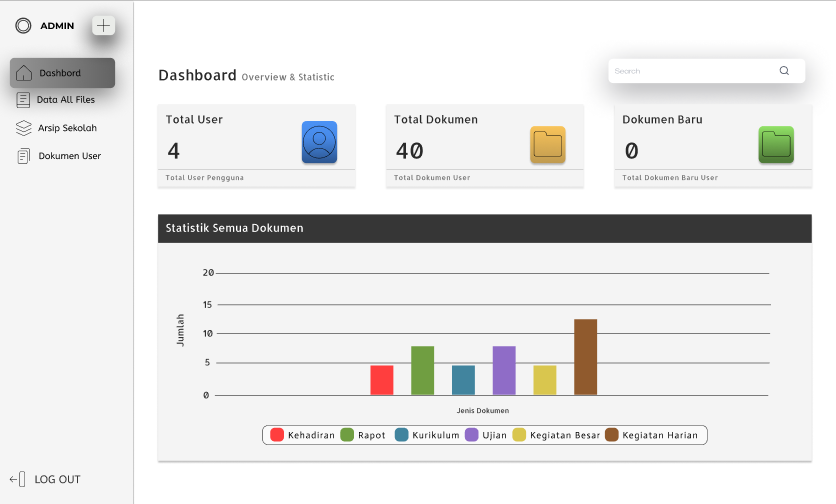 ADMIN
Dashbord
Data All Files
Arsip Sekolah
Dokumen User
LOG OUT
Dashboard Overview & Statistic
Search
Total User
4
Total User Pengguna
Total Dokumen
40
Total Dokumen User
Dokumen Baru
0
Total Dokumen Baru User
Statistik Semua Dokumen
Jumlah
20
15
10
5
0
Jenis Dokumen
Kehadiran Rapot Kurikulum Ujian Kegiatan Besar Kegiatan Harian